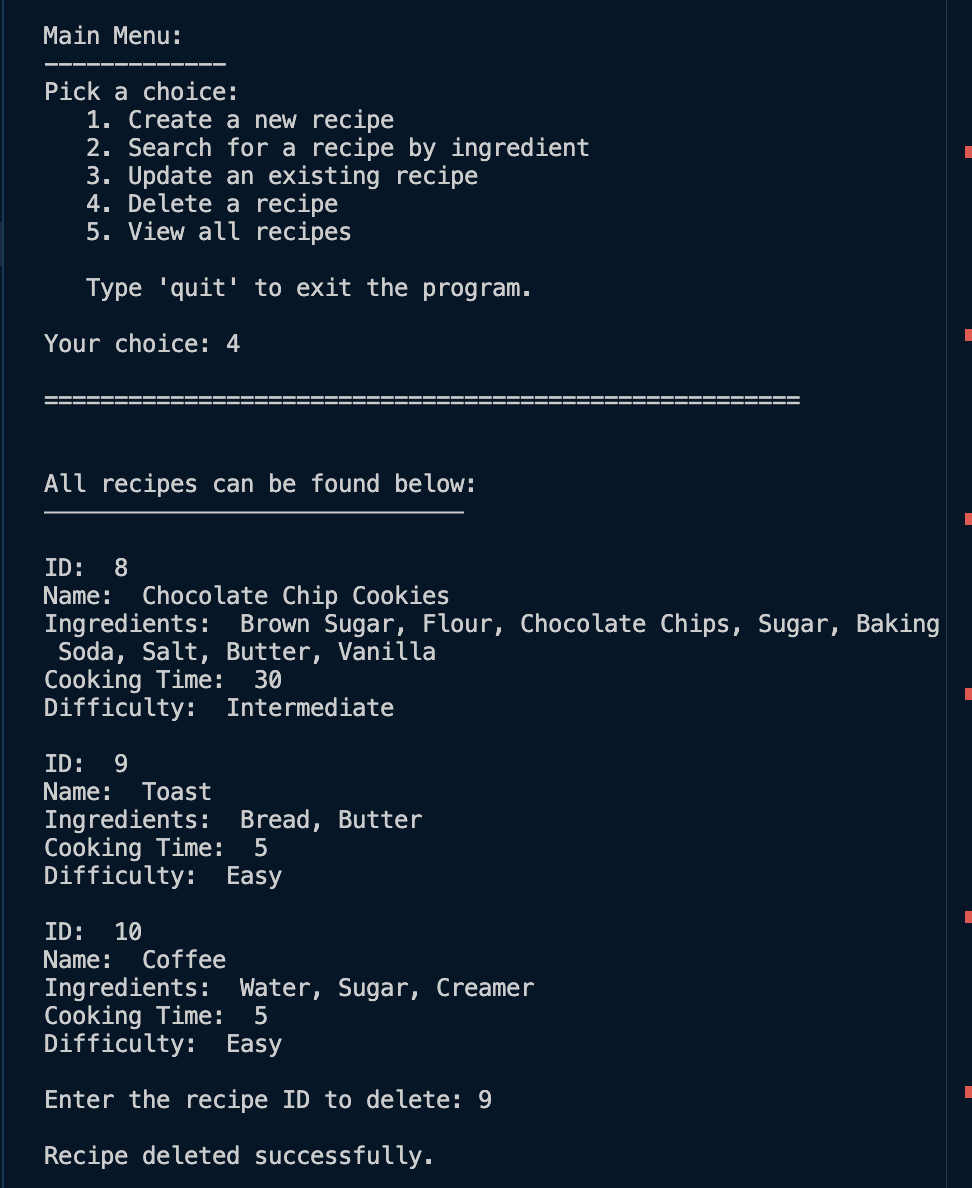 Main Menu:
-------------
Pick a choice:
   1. Create a new recipe
   2. Search for a recipe by ingredient
   3. Update an existing recipe
   4. Delete a recipe
   5. View all recipes

   Type 'quit' to exit the program.

Your choice: 4

======================================================

All recipes can be found below:
______________________________

ID:  8
Name:  Chocolate Chip Cookies
Ingredients:  Brown Sugar, Flour, Chocolate Chips, Sugar, Baking
 Soda, Salt, Butter, Vanilla
Cooking Time:  30
Difficulty:  Intermediate

ID:  9
Name:  Toast
Ingredients:  Bread, Butter
Cooking Time:  5
Difficulty:  Easy

ID:  10
Name:  Coffee
Ingredients:  Water, Sugar, Creamer
Cooking Time:  5
Difficulty:  Easy

Enter the recipe ID to delete: 9

Recipe deleted successfully.